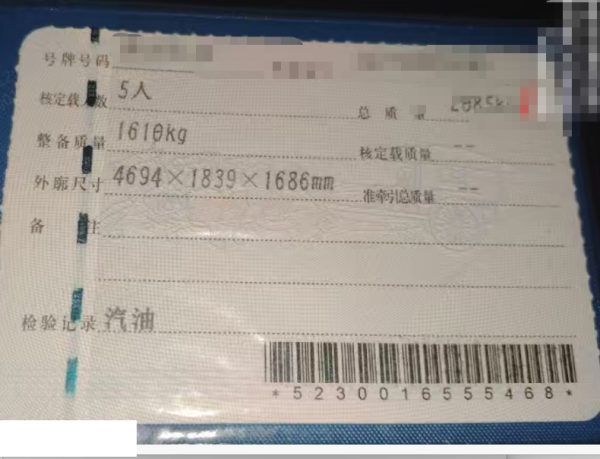 号牌号码
核定载人数 5人 总质量
整备质量 1610kg 核定载质量 --
外廓尺寸 4694×1839×1686mm 准牵引总质量 --
备注
检验记录 汽油
*5230016555468*